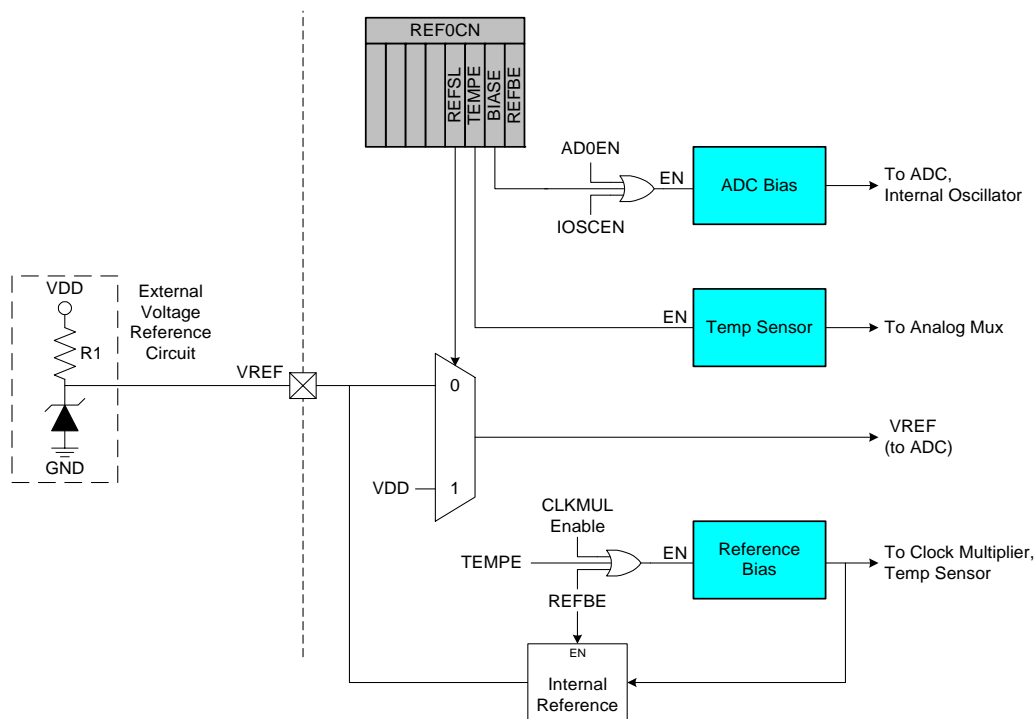 REF0CN
REFSL
TEMPE
BIASE
REFBE
AD0EN
IOSCEN
EN
ADC Bias
To ADC,
Internal Oscillator
VDD
R1
GND
External
Voltage
Reference
Circuit
VREF
EN
Temp Sensor
To Analog Mux
0
1
VDD
VREF
(to ADC)
CLKMUL
Enable
TEMPE
REFBE
EN
Reference
Bias
To Clock Multiplier,
Temp Sensor
EN
Internal
Reference